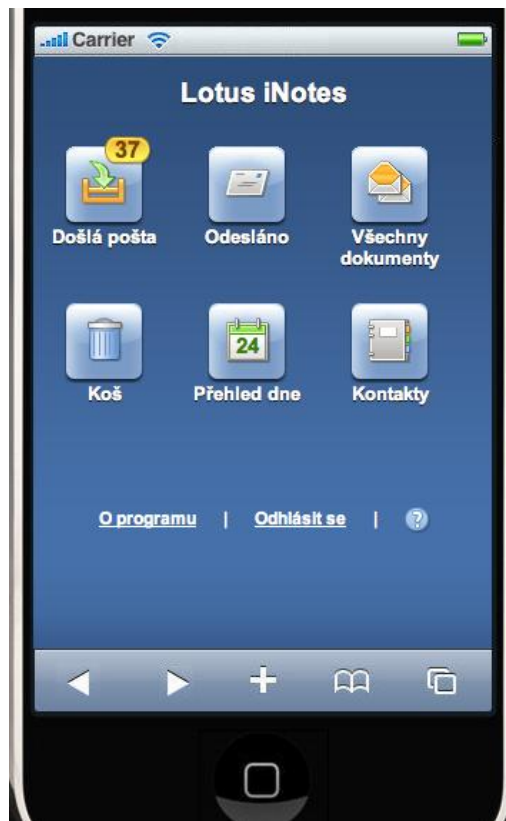 Carrier
Lotus iNotes
37
Došlá pošta
Odesláno
Všechny
dokumenty
24
Koš
Přehled dne
Kontakty
O programu | Odhlásit se | ?